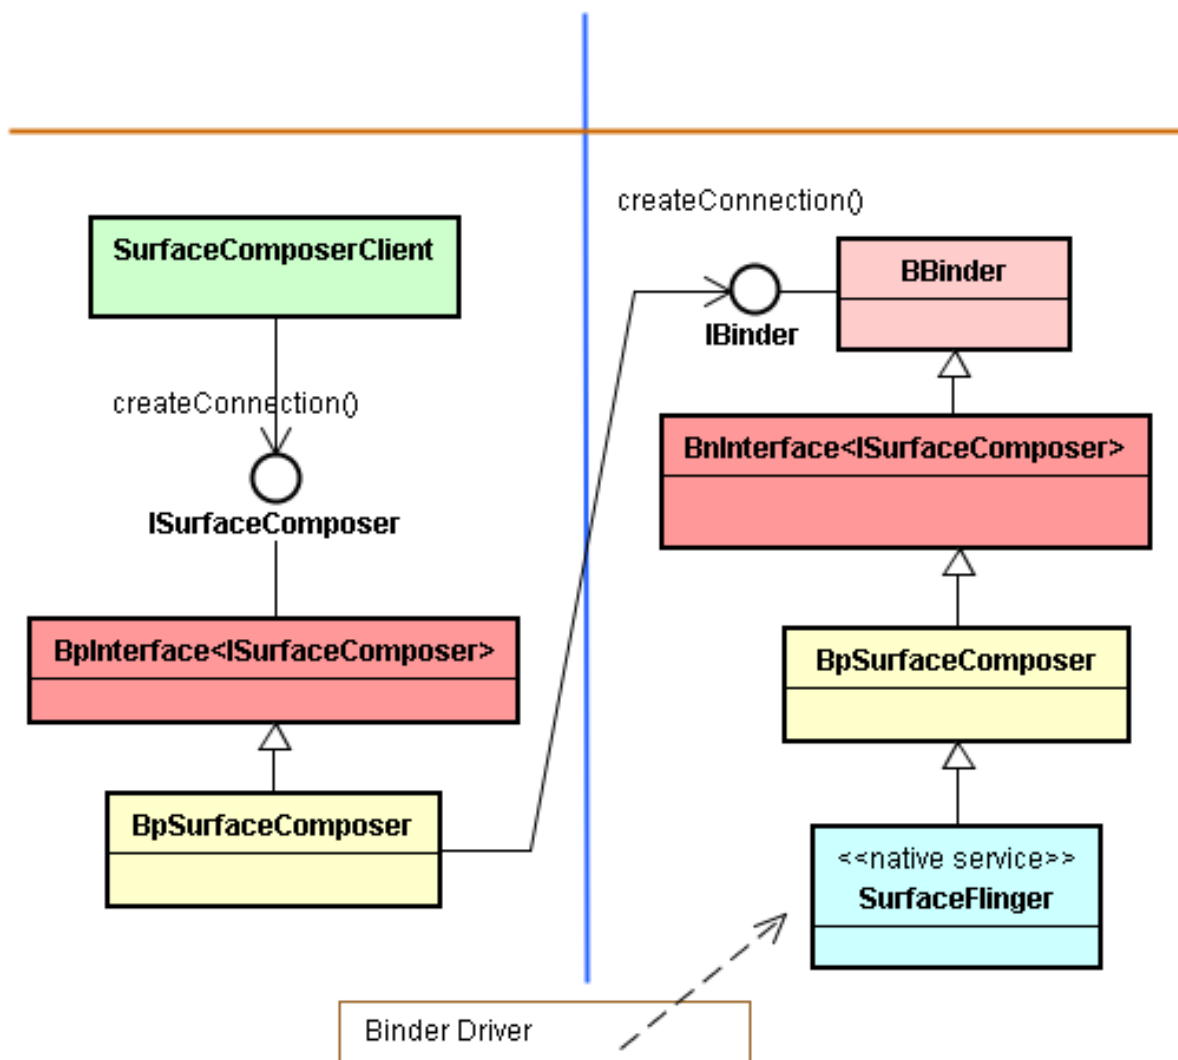 createConnection()
SurfaceComposerClient
BBinder
IBinder
createConnection()
BnInterface<ISurfaceComposer>
ISurfaceComposer
BpInterface<ISurfaceComposer>
BpSurfaceComposer
BpSurfaceComposer
<<native service>>
SurfaceFlinger
Binder Driver